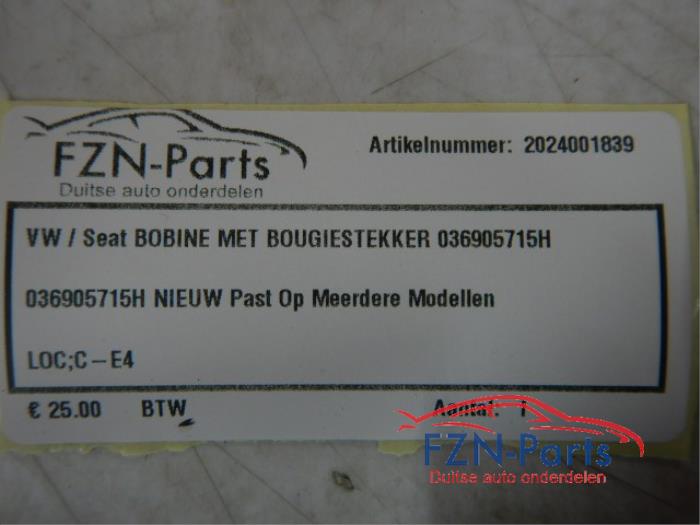 FZN-Parts
Duitse auto onderdelen
Artikelnummer: 2024001839
VW / Seat BOBINE MET BOUGIESTEKKER 036905715H
036905715H NIEUW Past Op Meerdere Modellen
LOC;C-E4
€ 25.00 BTW Aantal: 1
FZN-Parts
Duitse auto onderdelen